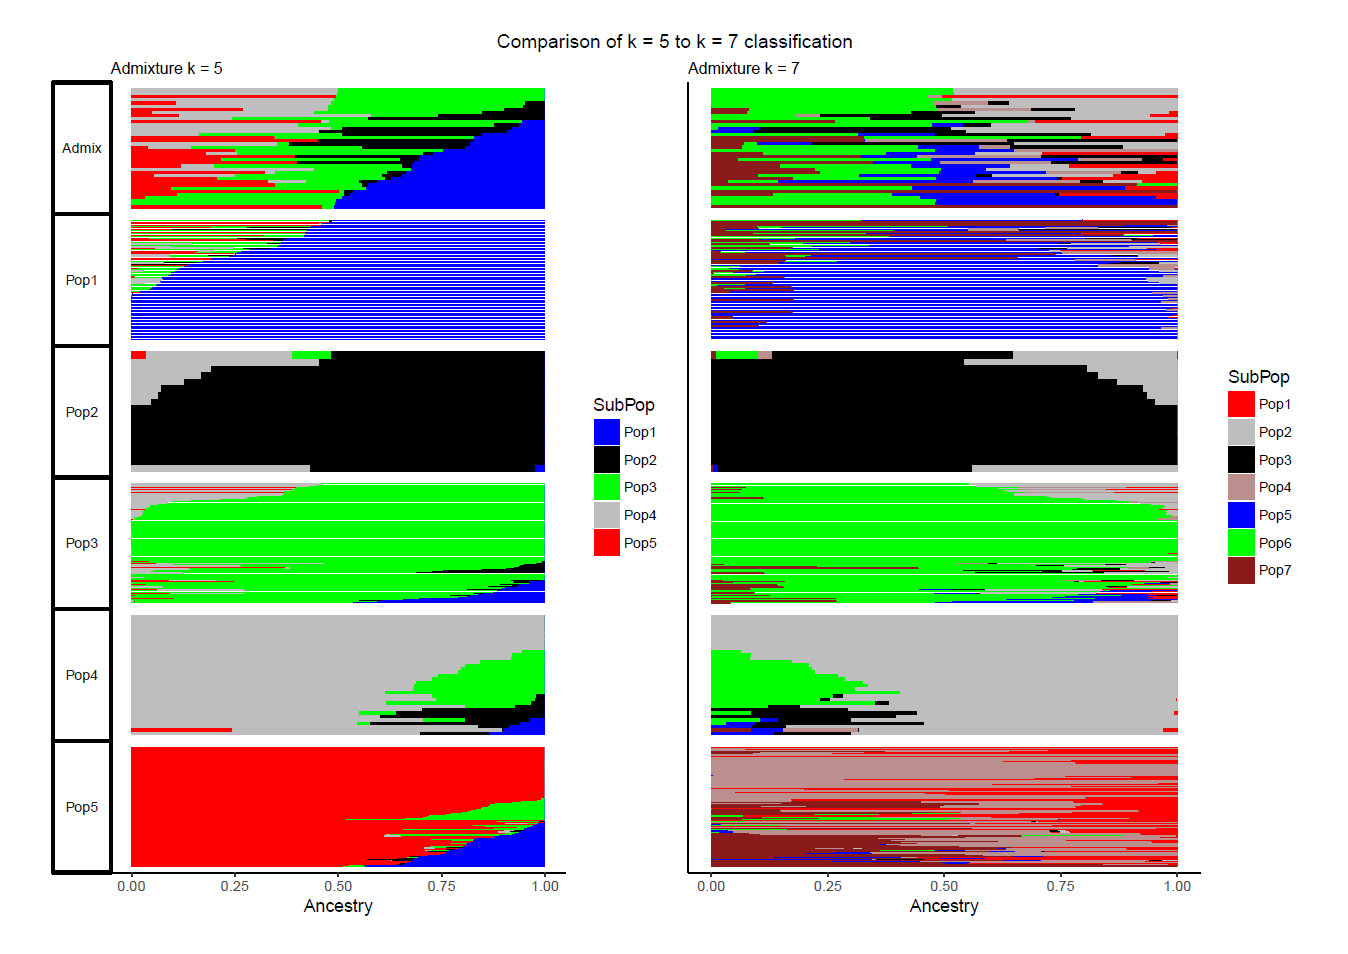 Comparison of k = 5 to k = 7 classification
Admixture k = 5
Admixture k = 7
Admix
Pop1
Pop2
Pop3
Pop4
Pop5
SubPop
Pop1
Pop2
Pop3
Pop4
Pop5
SubPop
Pop1
Pop2
Pop3
Pop4
Pop5
Pop6
Pop7
0.00 0.25 0.50 0.75 1.00
Ancestry
0.00 0.25 0.50 0.75 1.00
Ancestry